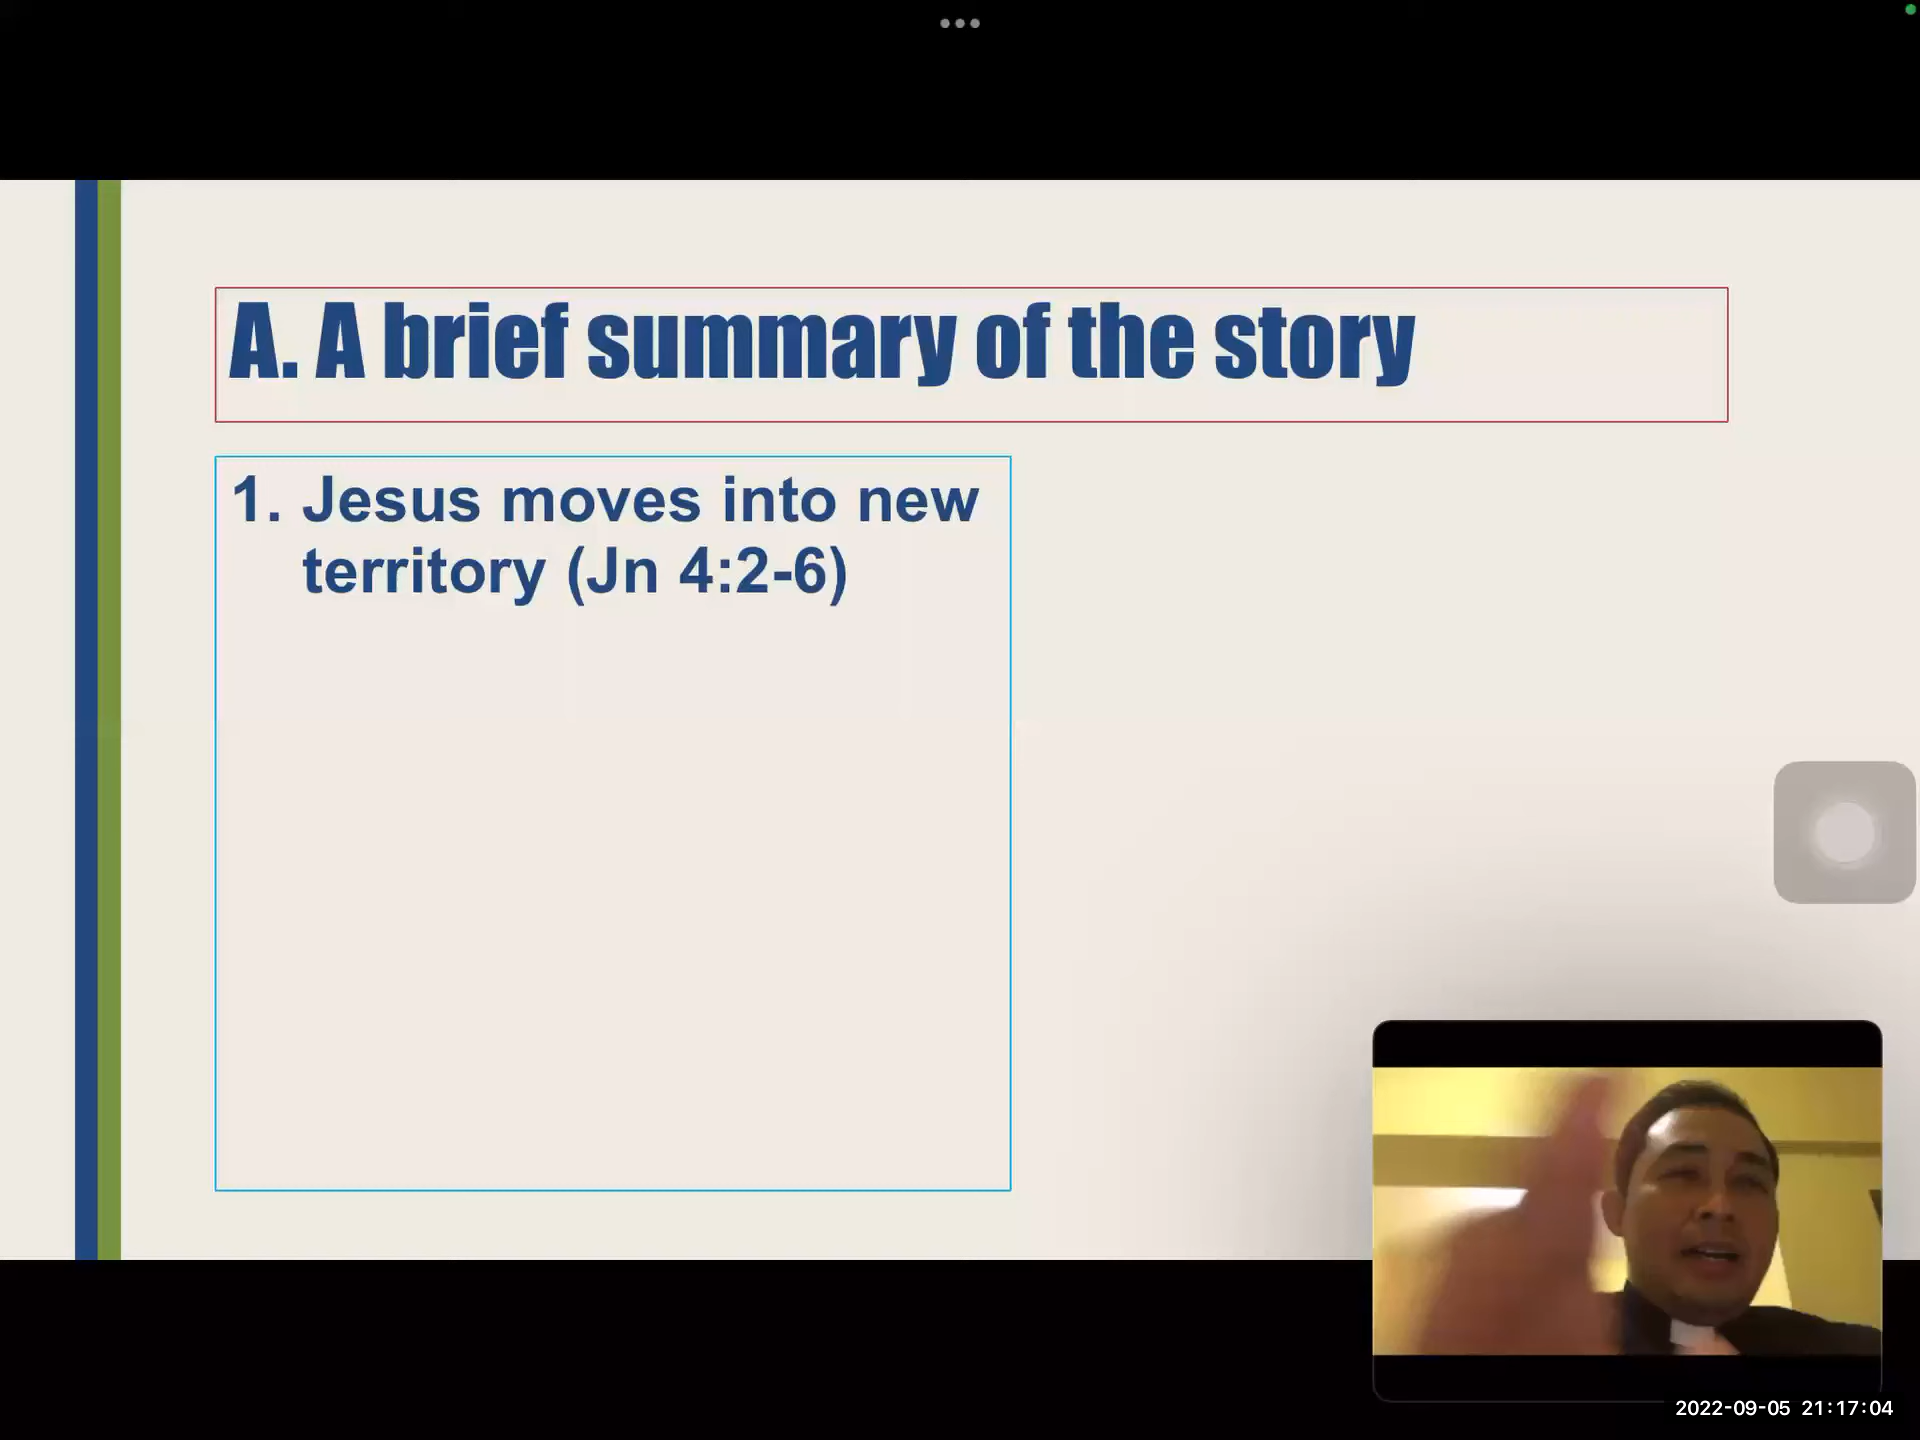 A. A brief summary of the story
1. Jesus moves into new
territory (Jn 4:2-6)
2022-09-05 21:17:04